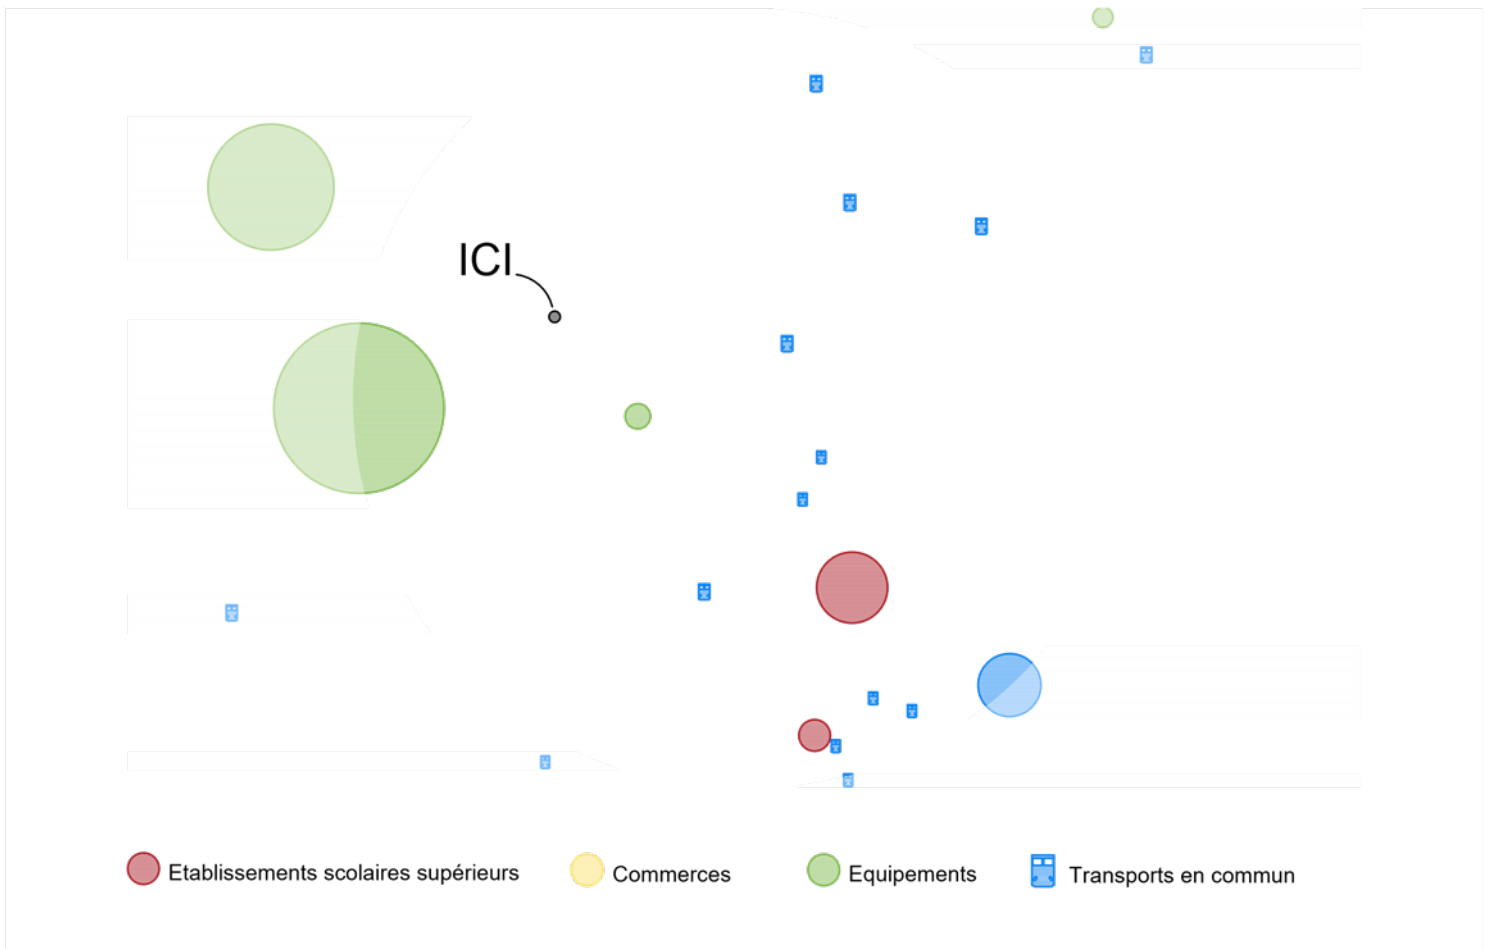 ICI
Etablissements scolaires supérieurs
Commerces
Equipements
Transports en commun